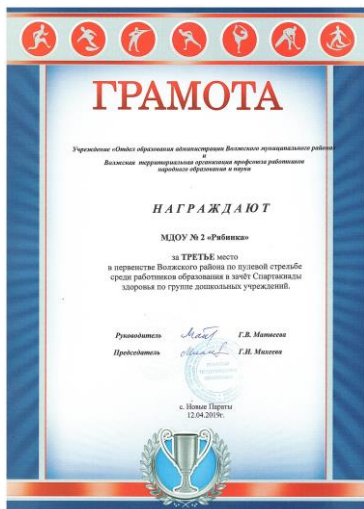 ГРАМОТА
Учреждение «Отдел образования администрации Волжского муниципального района»
и
Волжская территориальная организация профсоюза работников
народного образования и науки
НАГРАЖДАЮТ
МДОУ № 2 «Рябинка»
за ТРЕТЬЕ место
в первенстве Волжского района по пулевой стрельбе
среди работников образования в зачёт Спартакиады
здоровья по группе дошкольных учреждений.
Руководитель Г.В. Матвеева
Председатель Г.И. Михеева
с. Новые Параты
12.04.2019г.